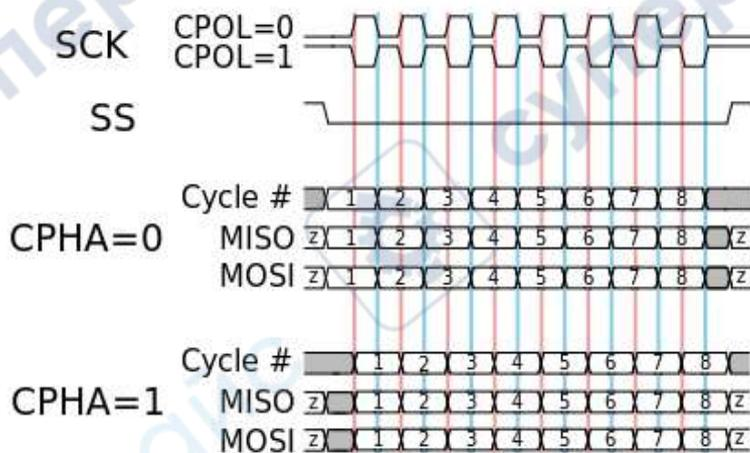 CPOL=0
SCK
CPOL=1
SS
Cycle # 1 2 3 4 5 6 7 8
CPHA=0
MISO z 1 2 3 4 5 6 7 8 z
MOSI z 1 2 3 4 5 6 7 8 z
Cycle # 1 2 3 4 5 6 7 8
CPHA=1
MISO z 1 2 3 4 5 6 7 8 z
MOSI z 1 2 3 4 5 6 7 8 z